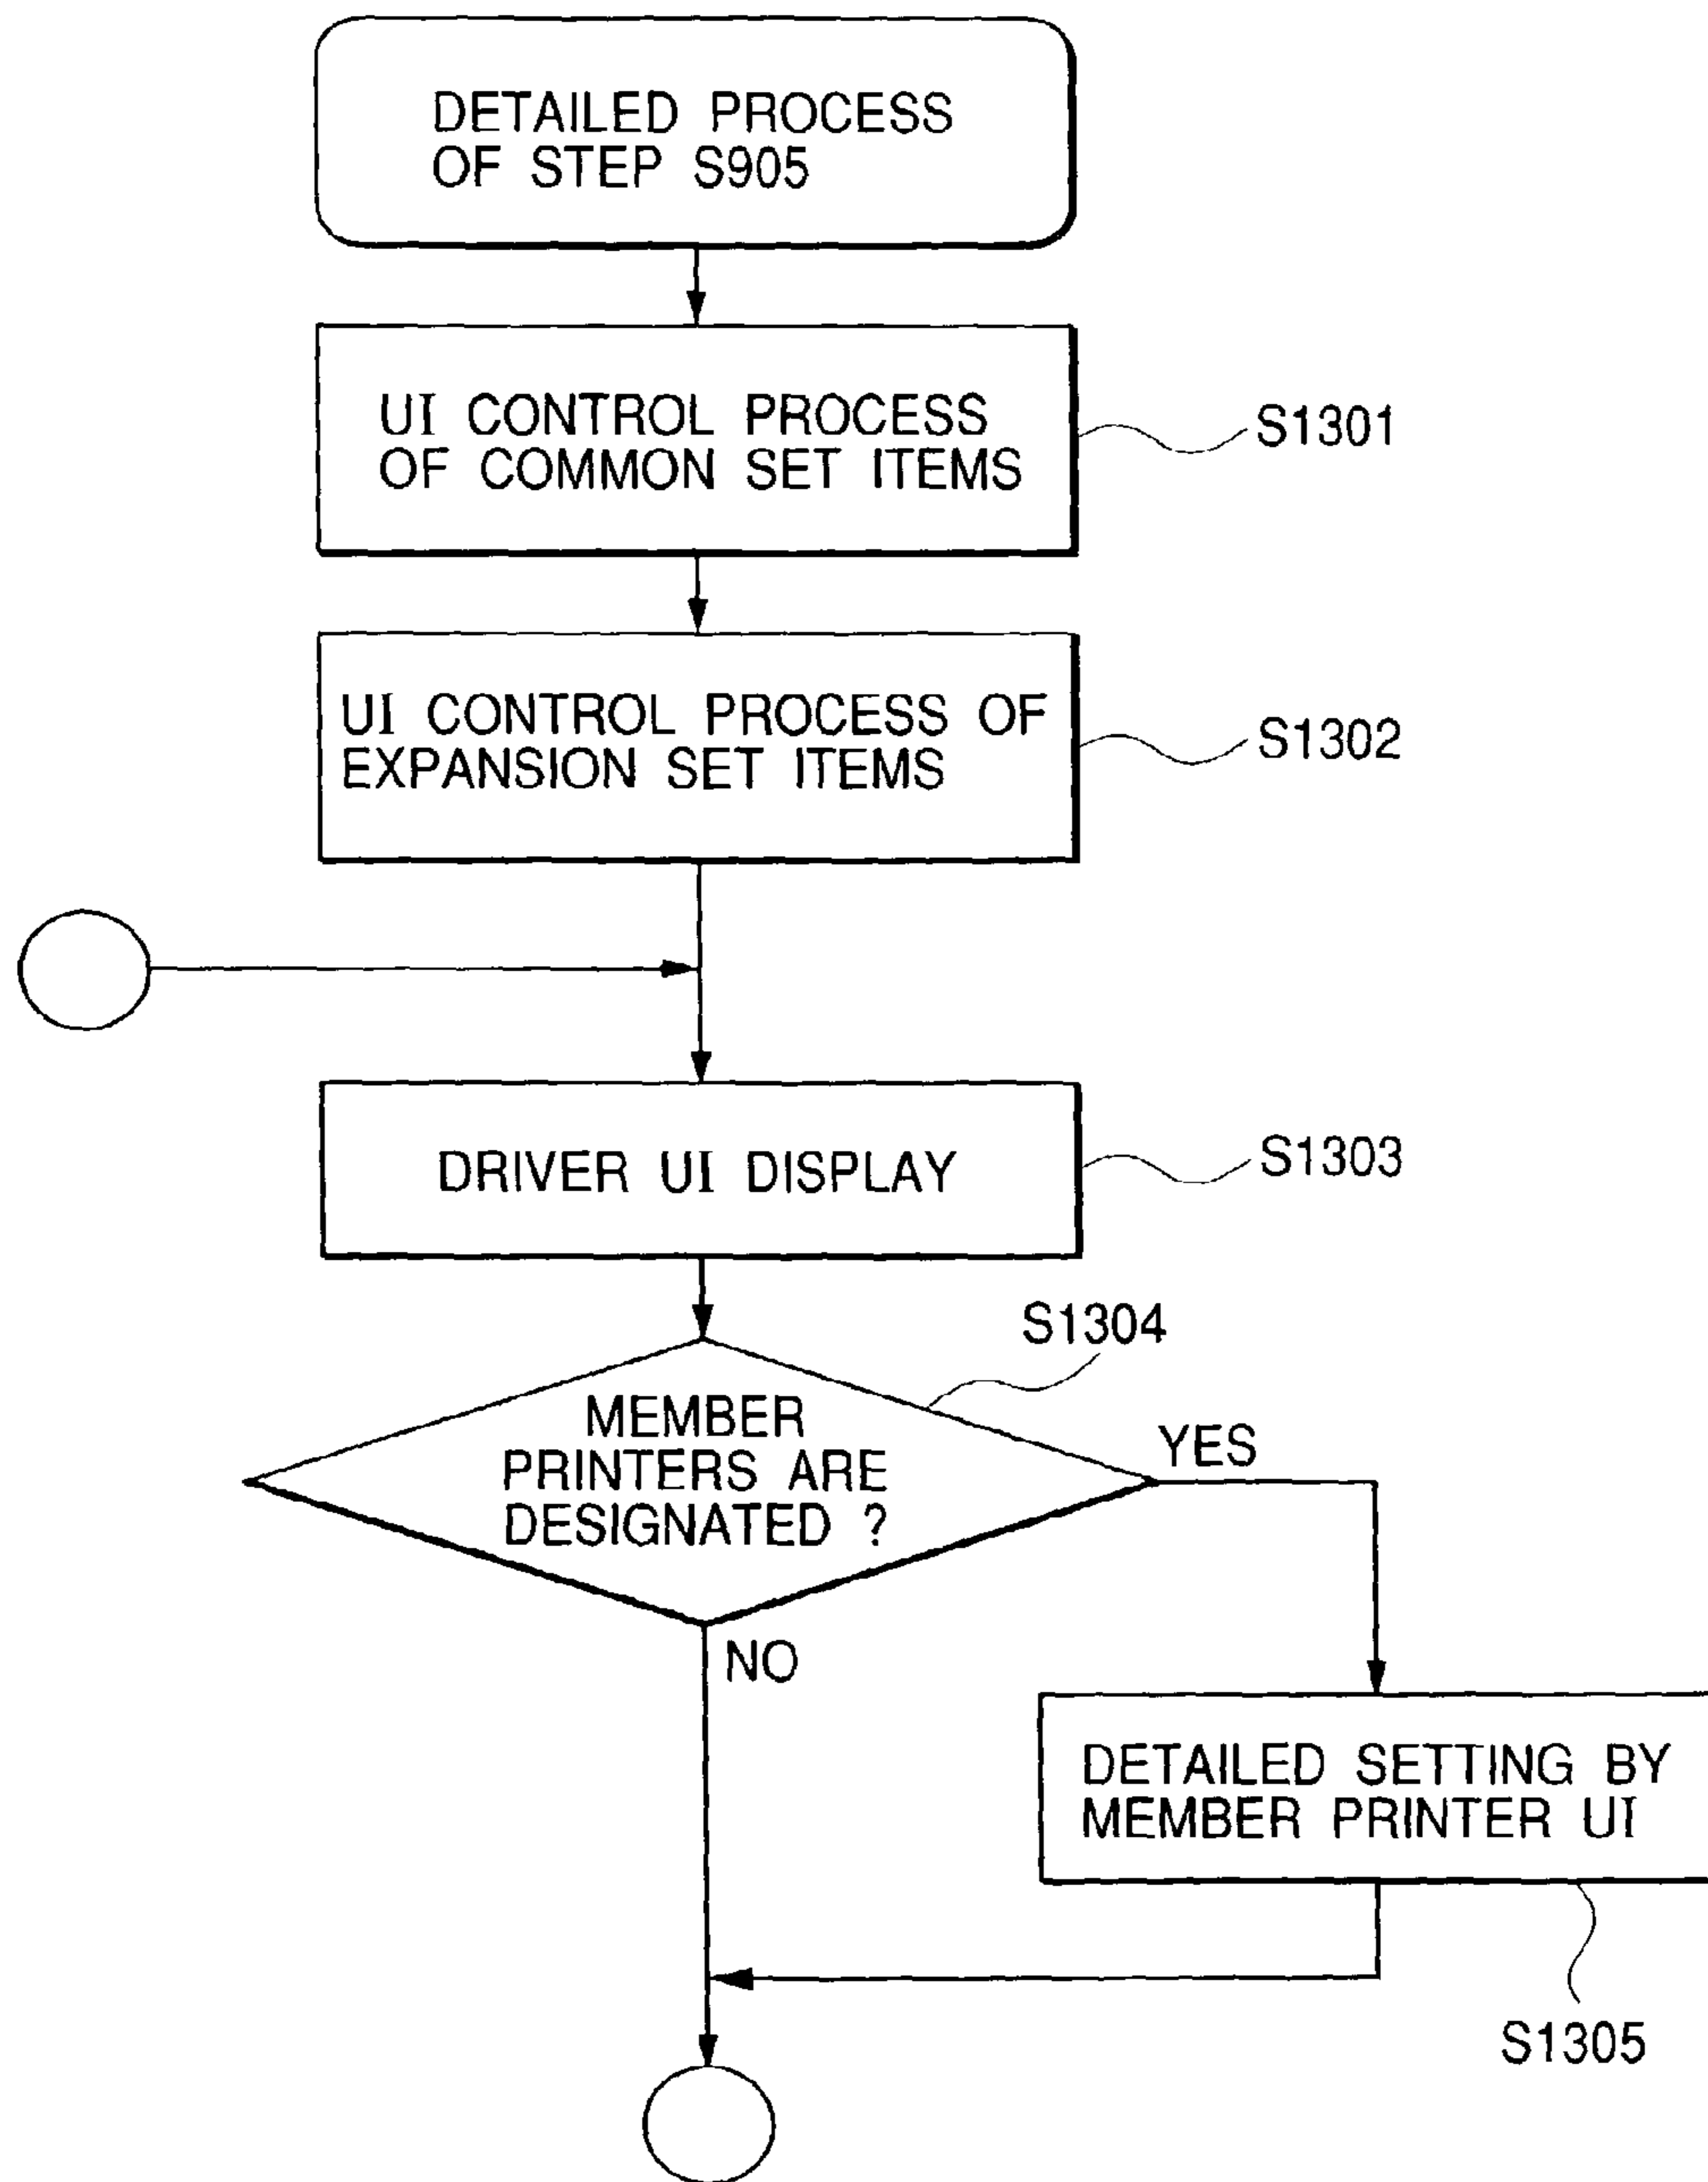 DETAILED PROCESS
OF STEP S905
UI CONTROL PROCESS
OF COMMON SET ITEMS
S1301
UI CONTROL PROCESS OF
EXPANSION SET ITEMS
S1302
DRIVER UI DISPLAY
S1303
S1304
MEMBER
PRINTERS ARE
DESIGNATED ?
YES
NO
DETAILED SETTING BY
MEMBER PRINTER UI
S1305